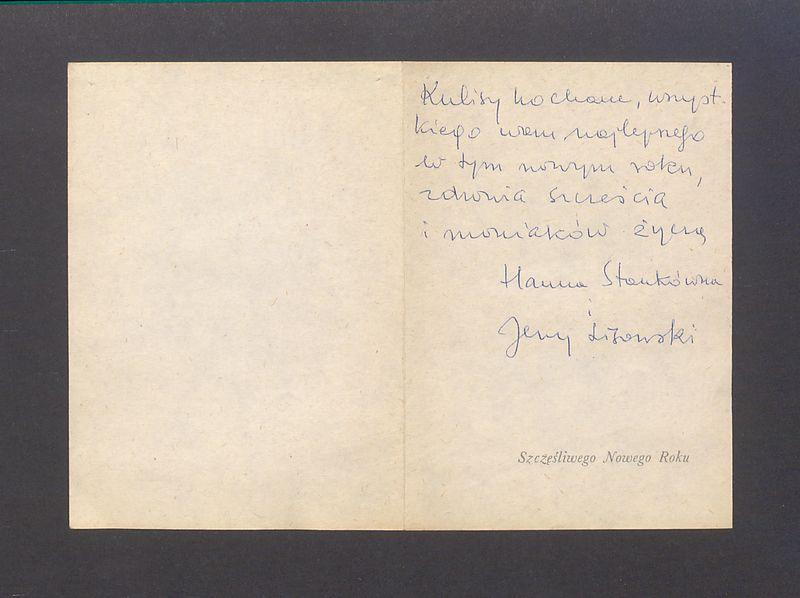 Kulisy kochane, wszyst-
kiego wam najlepszego
w tym nowym roku,
zdrowia szczęścia
i moniaków życzą
Hanna Stankówna
i
Jerzy Lisowski
Szczęśliwego Nowego Roku